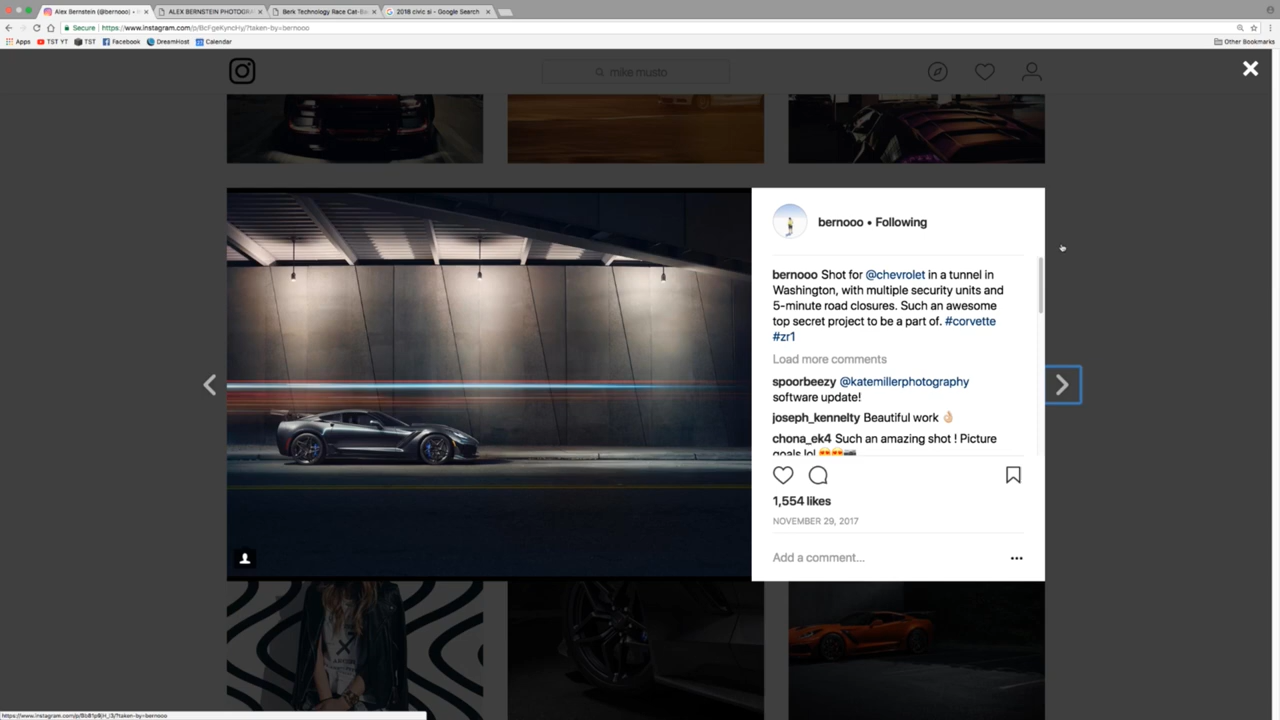 Alex Bernstein (@bernooo) •
ALEX BERNSTEIN PHOTOGRA
Berk Technology Race Cat-Ba
2018 civic si - Google Search
Secure
https://www.instagram.com/p/BcFgeKyncHy/?taken-by=bernooo
Apps
TST YT
TST
Facebook
DreamHost
Calendar
Other Bookmarks
mike musto
bernooo • Following
bernooo Shot for @chevrolet in a tunnel in
Washington, with multiple security units and
5-minute road closures. Such an awesome
top secret project to be a part of. #corvette
#zr1
Load more comments
spoorbeezy @katemillerphotography
software update!
joseph_kennelty Beautiful work 👌🏼
chona_ek4 Such an amazing shot ! Picture
goals lol 😍😍📷
1,554 likes
NOVEMBER 29, 2017
Add a comment...